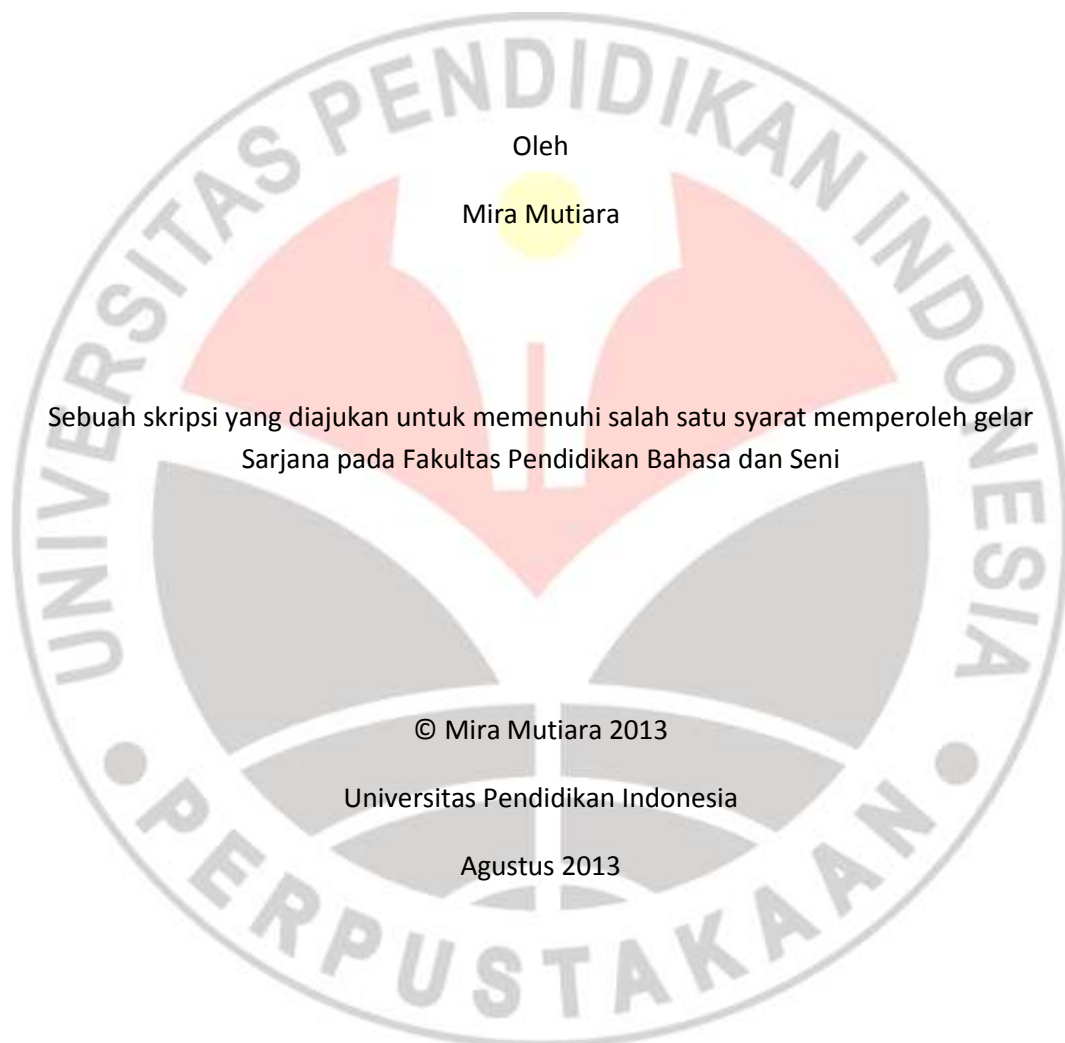 UNIVERSITAS PENDIDIKAN INDONESIA
Oleh
Mira Mutiara
Sebuah skripsi yang diajukan untuk memenuhi salah satu syarat memperoleh gelar
Sarjana pada Fakultas Pendidikan Bahasa dan Seni
© Mira Mutiara 2013
Universitas Pendidikan Indonesia
Agustus 2013
PERPUSTAKAAN